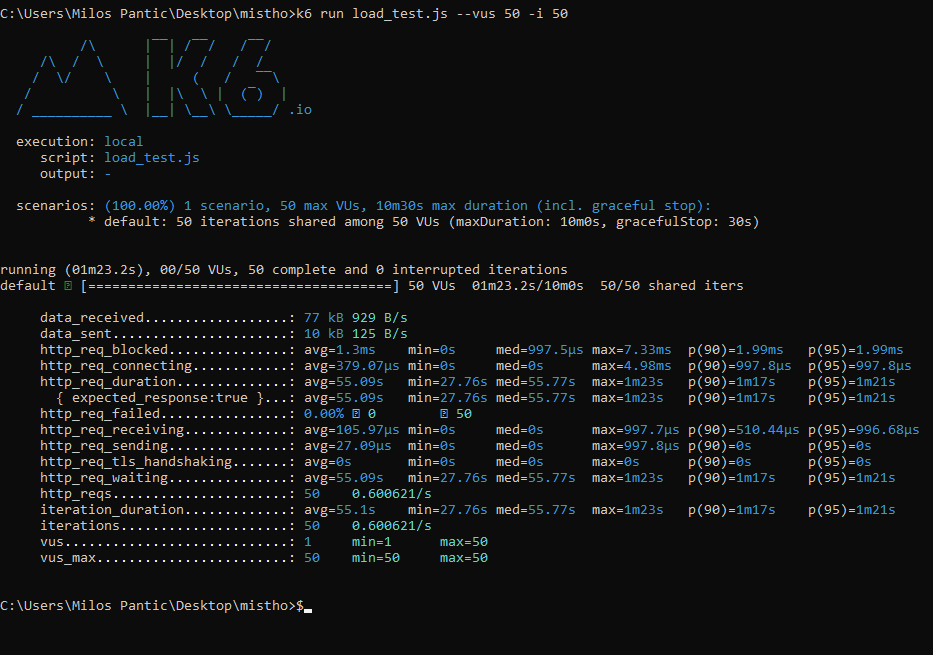 C:\Users\Milos Pantic\Desktop\mistho>k6 run load_test.js --vus 50 -i 50
K6
.io
execution: local
script: load_test.js
output: -
scenarios: (100.00%) 1 scenario, 50 max VUs, 10m30s max duration (incl. graceful stop):
* default: 50 iterations shared among 50 VUs (maxDuration: 10m0s, gracefulStop: 30s)
running (01m23.2s), 00/50 VUs, 50 complete and 0 interrupted iterations
default [======================================] 50 VUs  01m23.2s/10m0s  50/50 shared iters
data_received..................: 77 kB 929 B/s
data_sent......................: 10 kB 125 B/s
http_req_blocked...............: avg=1.3ms    min=0s     med=997.5µs max=7.33ms  p(90)=1.99ms   p(95)=1.99ms
http_req_connecting............: avg=379.07µs min=0s     med=0s      max=4.98ms  p(90)=997.8µs  p(95)=997.8µs
http_req_duration..............: avg=55.09s   min=27.76s med=55.77s  max=1m23s   p(90)=1m17s    p(95)=1m21s
{ expected_response:true }...: avg=55.09s   min=27.76s med=55.77s  max=1m23s   p(90)=1m17s    p(95)=1m21s
http_req_failed................: 0.00% 0        50
http_req_receiving.............: avg=105.97µs min=0s     med=0s      max=997.7µs p(90)=510.44µs p(95)=996.68µs
http_req_sending...............: avg=27.09µs  min=0s     med=0s      max=997.8µs p(90)=0s       p(95)=0s
http_req_tls_handshaking.......: avg=0s       min=0s     med=0s      max=0s      p(90)=0s       p(95)=0s
http_req_waiting...............: avg=55.09s   min=27.76s med=55.77s  max=1m23s   p(90)=1m17s    p(95)=1m21s
http_reqs......................: 50    0.600621/s
iteration_duration.............: avg=55.1s    min=27.76s med=55.77s  max=1m23s   p(90)=1m17s    p(95)=1m21s
iterations.....................: 50    0.600621/s
vus............................: 1     min=1      max=50
vus_max........................: 50    min=50     max=50
C:\Users\Milos Pantic\Desktop\mistho>$